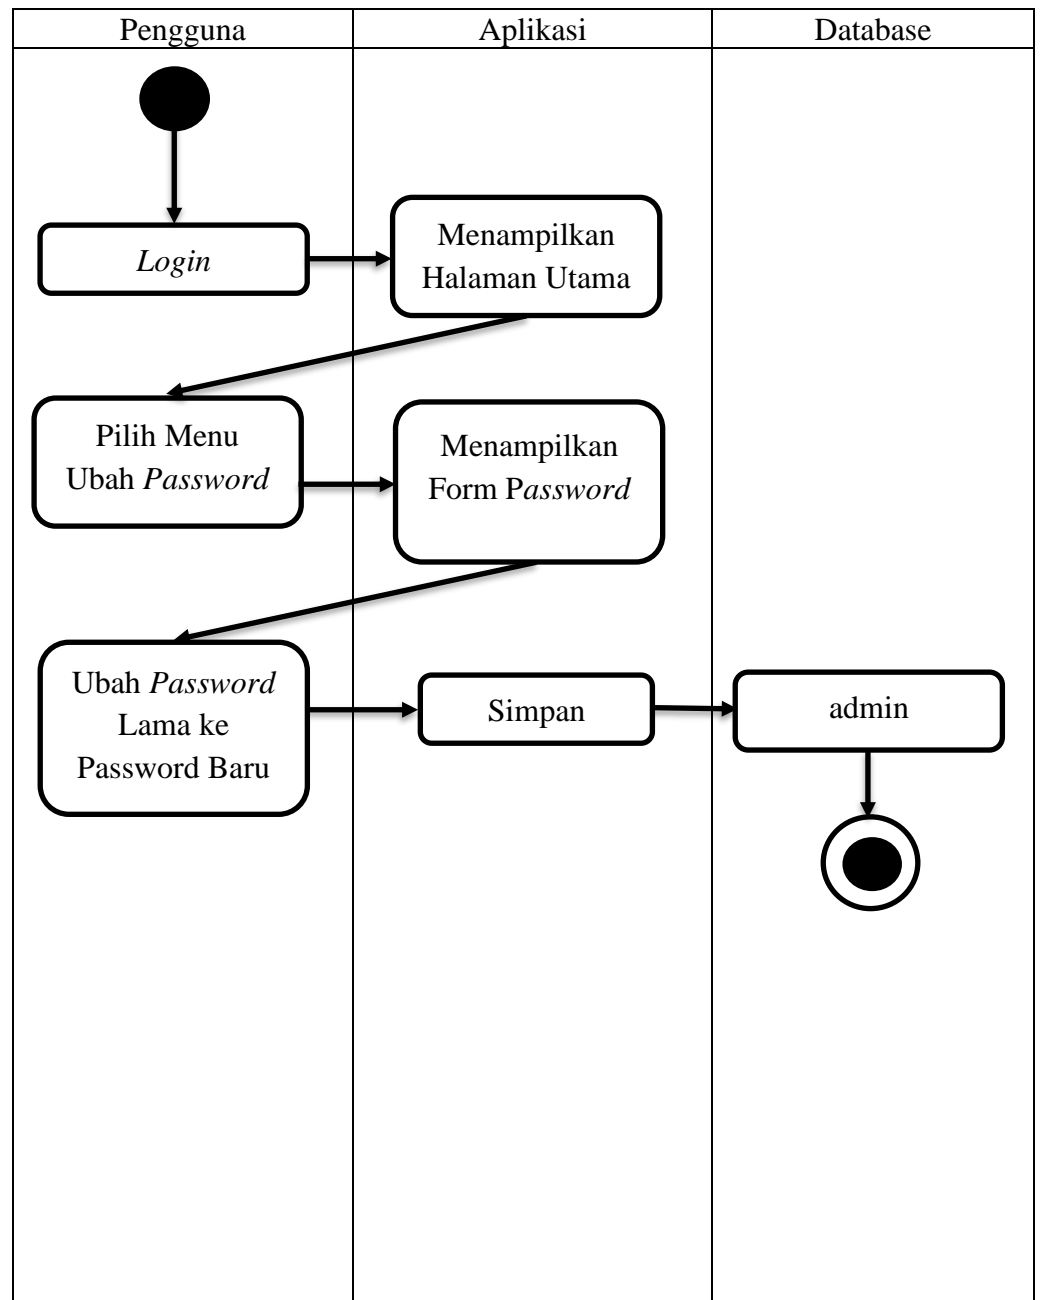 Pengguna
Aplikasi
Database
Login
Menampilkan
Halaman Utama
Pilih Menu
Ubah Password
Menampilkan
Form Password
Ubah Password
Lama ke
Password Baru
Simpan
admin